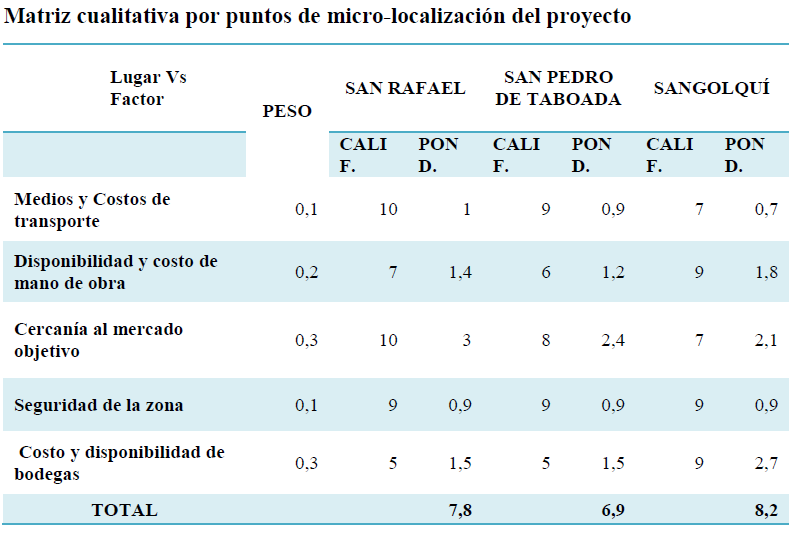 Matriz cualitativa por puntos de micro-localización del proyecto
Lugar Vs
Factor
PESO
SAN RAFAEL
SAN PEDRO
DE TABOADA
SANGOLQUÍ
CALI
F.
PON
D.
CALI
F.
PON
D.
CALI
F.
PON
D.
Medios y Costos de
transporte
0,1 10 1 9 0,9 7 0,7
Disponibilidad y costo de
mano de obra
0,2 7 1,4 6 1,2 9 1,8
Cercanía al mercado
objetivo
0,3 10 3 8 2,4 7 2,1
Seguridad de la zona 0,1 9 0,9 9 0,9 9 0,9
Costo y disponibilidad de
bodegas
0,3 5 1,5 5 1,5 9 2,7
TOTAL 7,8 6,9 8,2